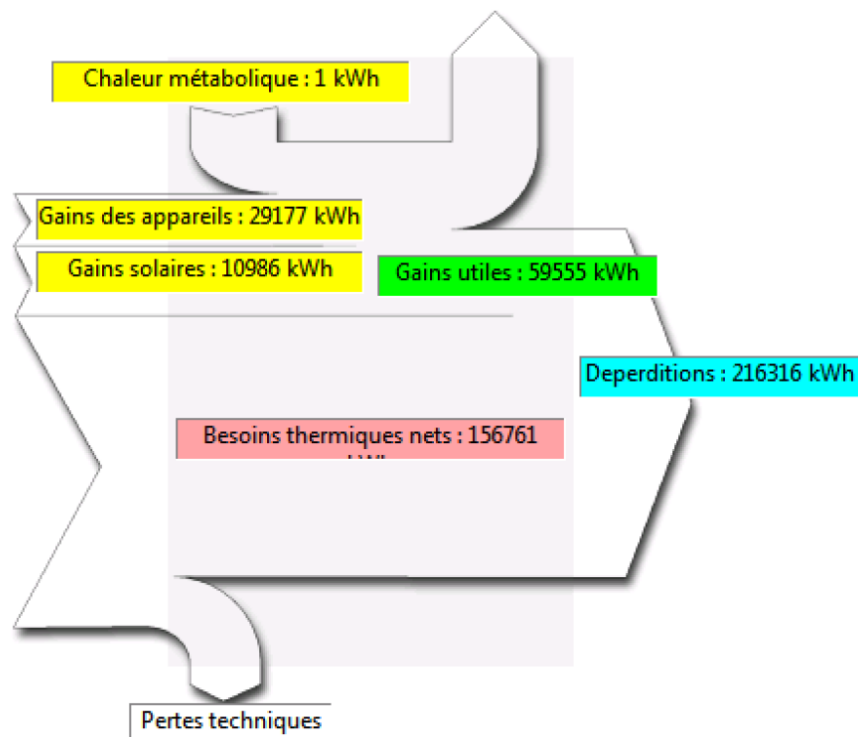 Chaleur métabolique : 1 kWh
Gains des appareils : 29177 kWh
Gains solaires : 10986 kWh
Gains utiles : 59555 kWh
Deperditions : 216316 kWh
Besoins thermiques nets : 156761
Pertes techniques